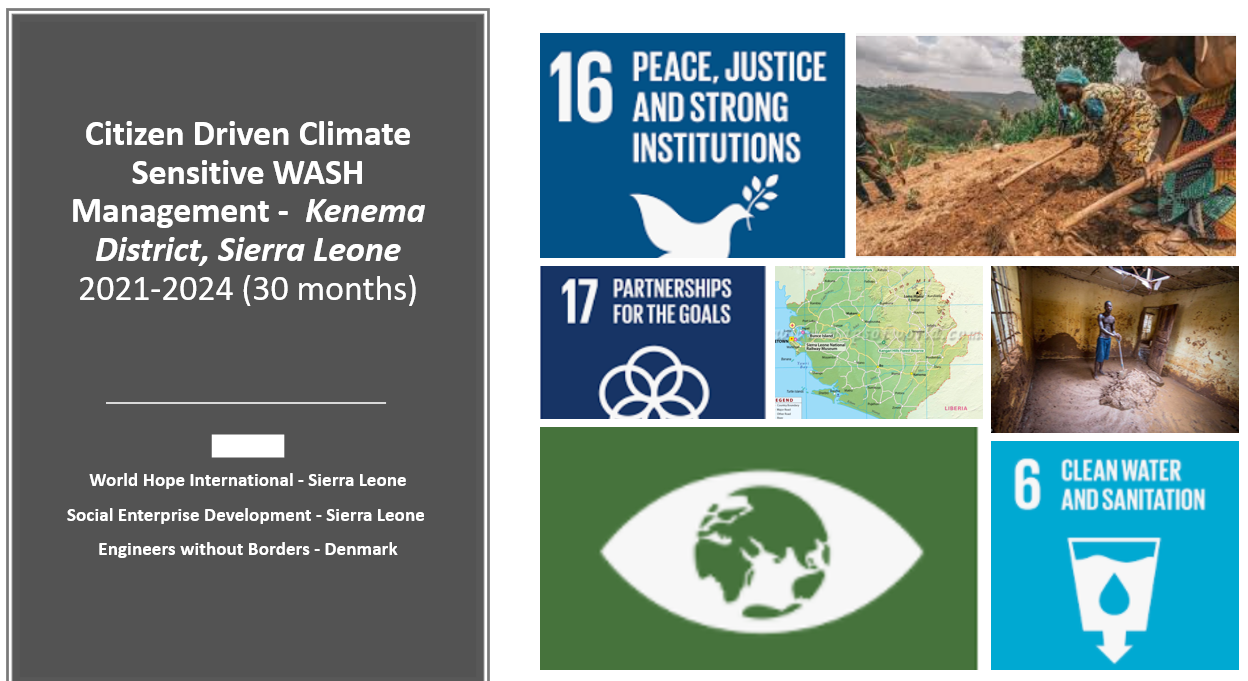 Citizen Driven Climate
Sensitive WASH
Management - Kenema
District, Sierra Leone
2021-2024 (30 months)
World Hope International - Sierra Leone
Social Enterprise Development - Sierra Leone
Engineers without Borders - Denmark
16 PEACE, JUSTICE
AND STRONG
INSTITUTIONS
17 PARTNERSHIPS
FOR THE GOALS
LIBERIA
6 CLEAN WATER
AND SANITATION